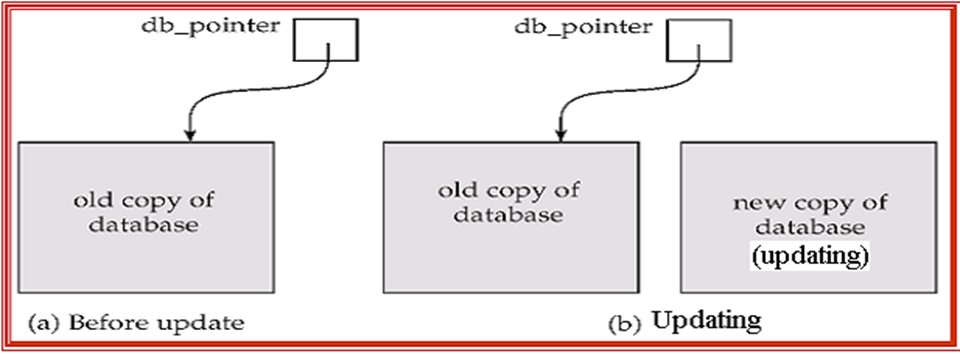 db_pointer
db_pointer
old copy of
database
old copy of
database
new copy of
database
(updating)
(a) Before update
(b) Updating